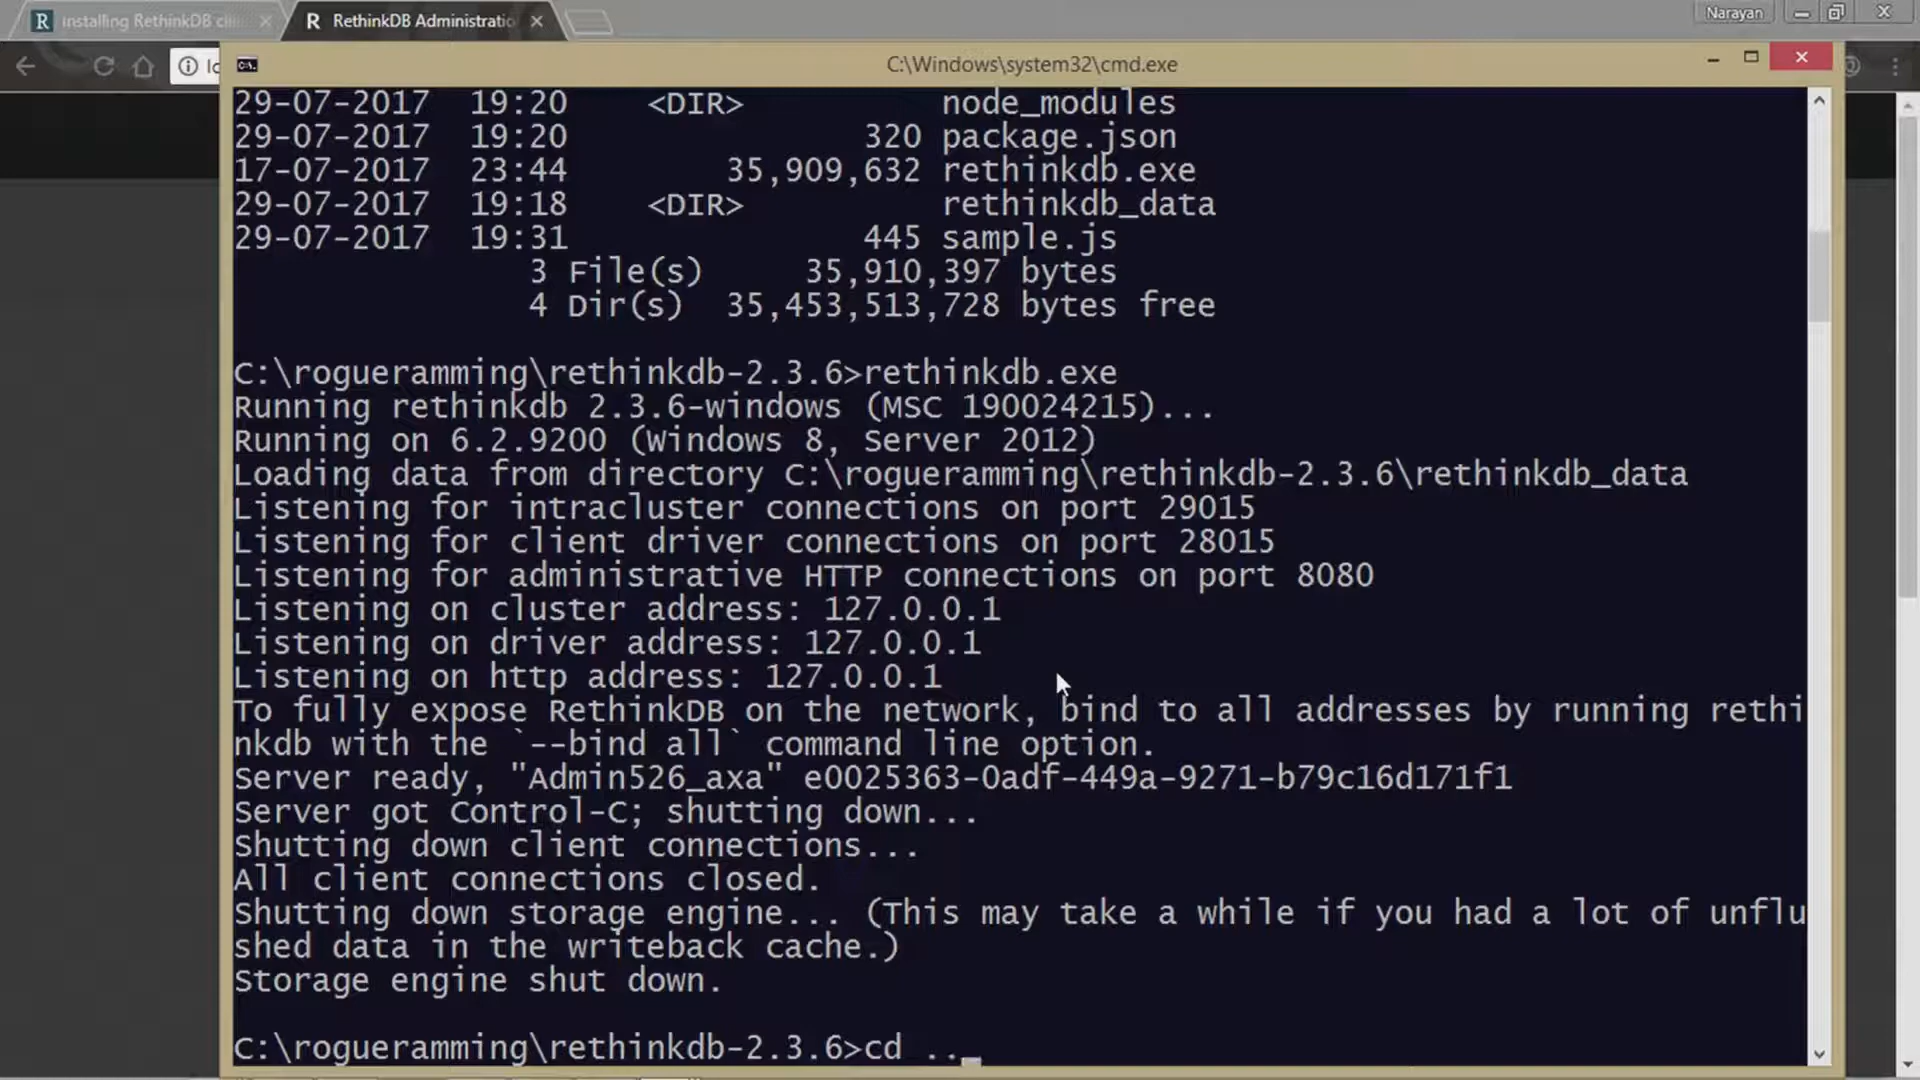 installing RethinkDB cli
RethinkDB Administratio
Narayan
C:\Windows\system32\cmd.exe
29-07-2017 19:20 <DIR> node_modules
29-07-2017 19:20 320 package.json
17-07-2017 23:44 35,909,632 rethinkdb.exe
29-07-2017 19:18 <DIR> rethinkdb_data
29-07-2017 19:31 445 sample.js
3 File(s) 35,910,397 bytes
4 Dir(s) 35,453,513,728 bytes free
C:\rogueramming\rethinkdb-2.3.6>rethinkdb.exe
Running rethinkdb 2.3.6-windows (MSC 190024215)...
Running on 6.2.9200 (Windows 8, Server 2012)
Loading data from directory C:\rogueramming\rethinkdb-2.3.6\rethinkdb_data
Listening for intracluster connections on port 29015
Listening for client driver connections on port 28015
Listening for administrative HTTP connections on port 8080
Listening on cluster address: 127.0.0.1
Listening on driver address: 127.0.0.1
Listening on http address: 127.0.0.1
To fully expose RethinkDB on the network, bind to all addresses by running rethi
nkdb with the `--bind all` command line option.
Server ready, "Admin526_axa" e0025363-0adf-449a-9271-b79c16d171f1
Server got Control-C; shutting down...
Shutting down client connections...
All client connections closed.
Shutting down storage engine... (This may take a while if you had a lot of unflu
shed data in the writeback cache.)
Storage engine shut down.
C:\rogueramming\rethinkdb-2.3.6>cd ..